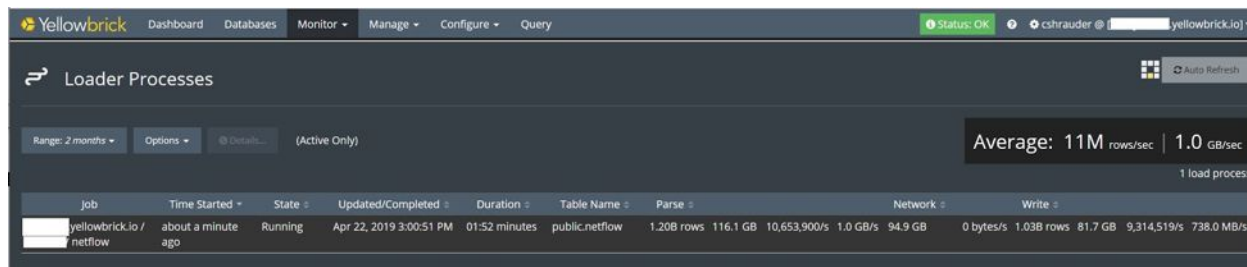 Yellowbrick Dashboard Databases Monitor Manage Configure Query Status: OK cshrauder @ [ .yellowbrick.io]
Loader Processes Auto Refresh
Range: 2 months Options Details... (Active Only) Average: 11M rows/sec | 1.0 GB/sec
1 load process
Job Time Started State Updated/Completed Duration Table Name Parse Network Write
yellowbrick.io / about a minute Running Apr 22, 2019 3:00:51 PM 01:52 minutes public.netflow 1.20B rows 116.1 GB 10,653,900/s 1.0 GB/s 94.9 GB 0 bytes/s 1.03B rows 81.7 GB 9,314,519/s 738.0 MB/s
/ netflow ago